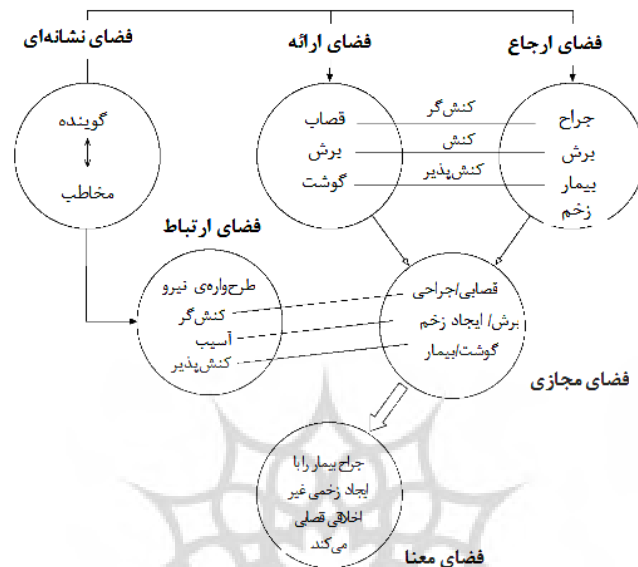 فضای ارجاع
فضای ارائه
فضای نشانه‌ای
جراح
برش
بیمار
زخم
کنش‌گر
کنش
کنش‌پذیر
قصاب
برش
گوشت
گوینده
مخاطب
فضای ارتباط
طرح‌واره‌ی نیرو
کنش‌گر
آسیب
کنش‌پذیر
قصابی/جراحی
برش/ ایجاد زخم
گوشت/بیمار
فضای مجازی
جراح بیمار را با
ایجاد زخمی غیر
اخلاقی قصابی
می‌کند
فضای معنا